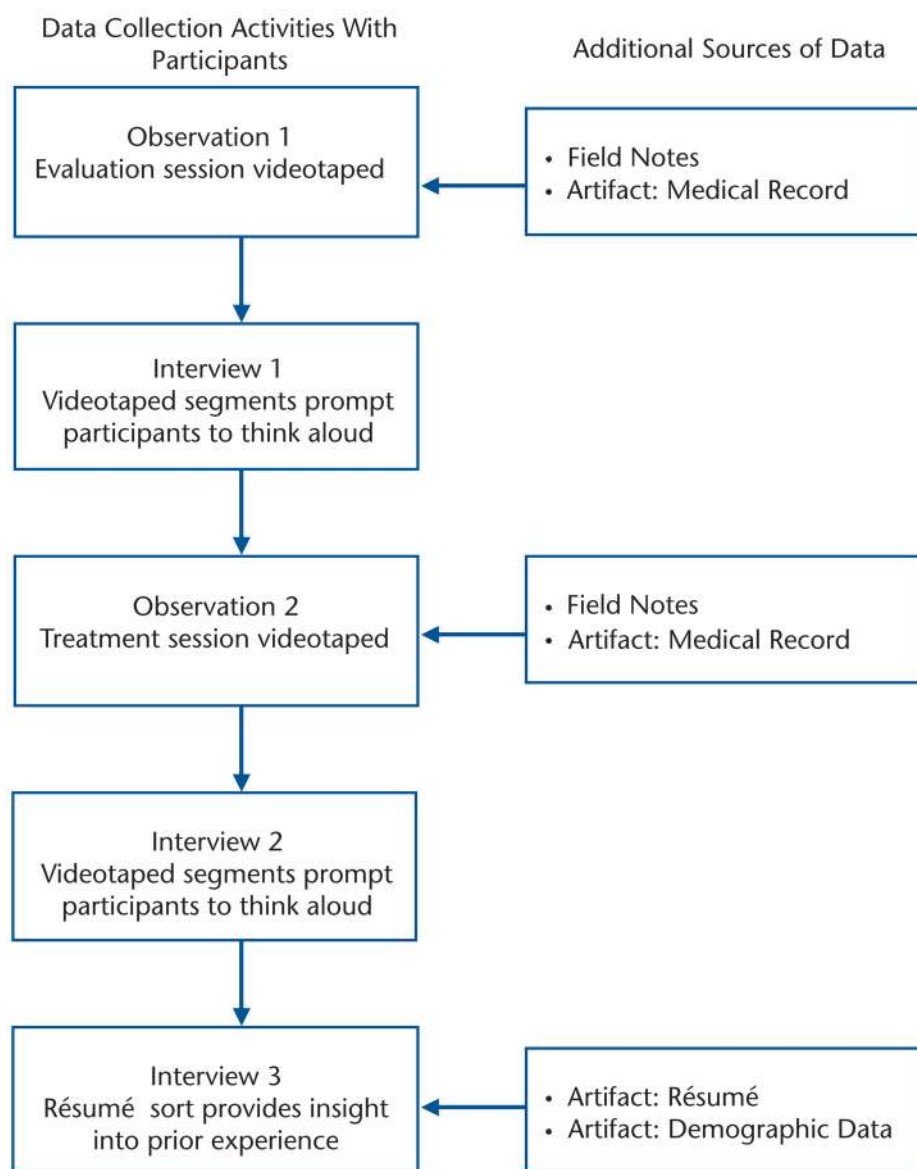 Data Collection Activities With
Participants
Additional Sources of Data
Observation 1
Evaluation session videotaped
• Field Notes
• Artifact: Medical Record
Interview 1
Videotaped segments prompt
participants to think aloud
Observation 2
Treatment session videotaped
• Field Notes
• Artifact: Medical Record
Interview 2
Videotaped segments prompt
participants to think aloud
Interview 3
Résumé sort provides insight
into prior experience
• Artifact: Résumé
• Artifact: Demographic Data